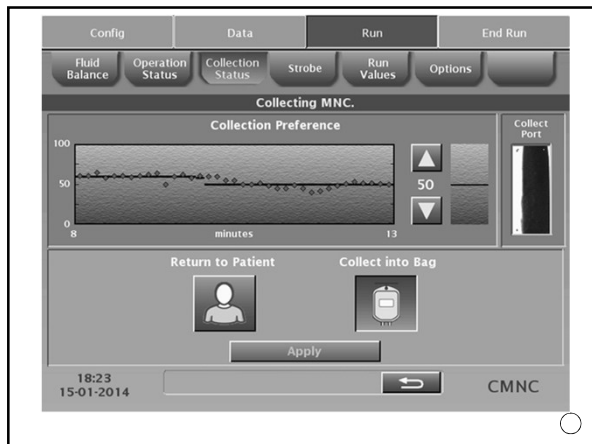 Config Data Run End Run
Fluid Balance Operation Status Collection Status Strobe Run Values Options
Collecting MNC.
Collection Preference
Collect Port
100
50
50
0
8 minutes 13
Return to Patient Collect into Bag
Apply
18:23
15-01-2014
CMNC